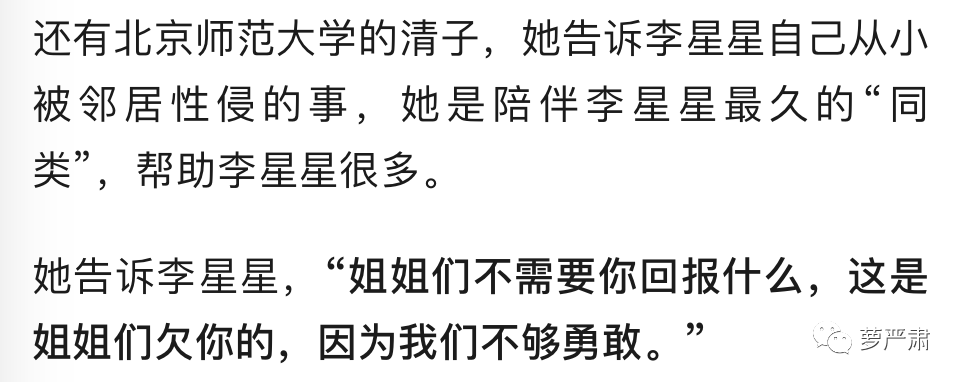 还有北京师范大学的清子，她告诉李星星自己从小
被邻居性侵的事，她是陪伴李星星最久的“同
类”，帮助李星星很多。
她告诉李星星，“姐姐们不需要你回报什么，这是
姐姐们欠你的，因为我们不够勇敢。”
萝严肃